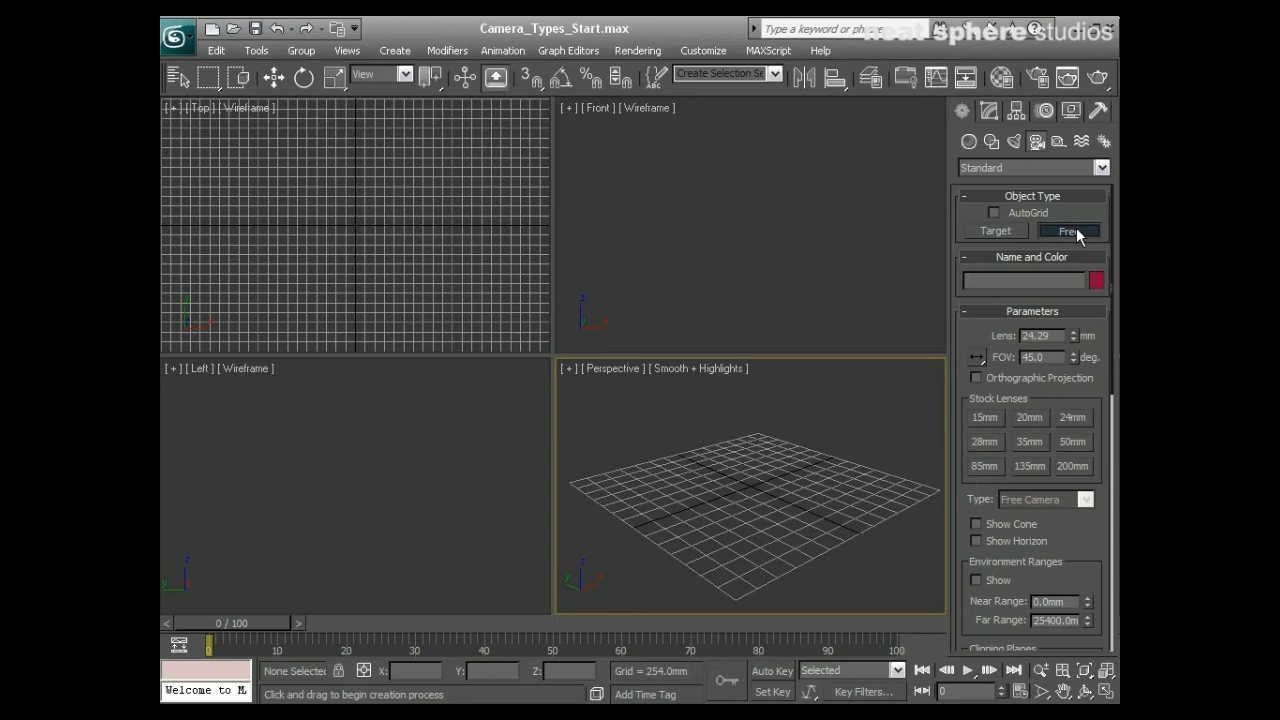 Camera_Types_Start.max
Type a keyword or phrase
neat sphere studios
Edit Tools Group Views Create Modifiers Animation Graph Editors Rendering Customize MAXScript Help
View
3
Create Selection Se
ABC
[ + ] [ Top ] [ Wireframe ]
[ + ] [ Front ] [ Wireframe ]
Standard
Object Type
AutoGrid
Target Free
Name and Color
Parameters
Lens: 24.29 mm
FOV: 45.0 deg.
Orthographic Projection
Stock Lenses
15mm 20mm 24mm
28mm 35mm 50mm
85mm 135mm 200mm
Type: Free Camera
Show Cone
Show Horizon
Environment Ranges
Show
Near Range: 0.0mm
Far Range: 25400.0m
Clipping Planes
[ + ] [ Left ] [ Wireframe ]
[ + ] [ Perspective ] [ Smooth + Highlights ]
< 0 / 100 >
0 10 20 30 40 50 60 70 80 90 100
None Selected X: Y: Z: Grid = 254.0mm Auto Key Selected
Welcome to M
Click and drag to begin creation process Add Time Tag Set Key Key Filters... 0